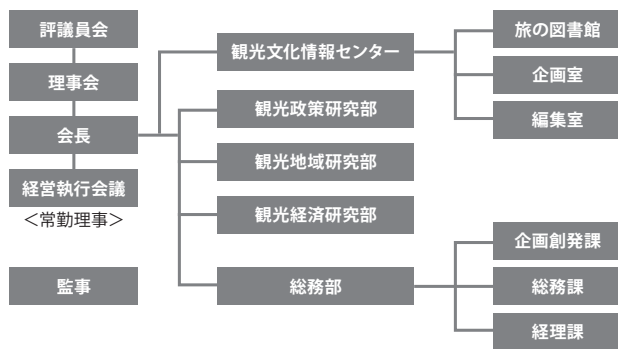 評議員会
理事会
会長
経営執行会議
＜常勤理事＞
監事
観光文化情報センター
観光政策研究部
観光地域研究部
観光経済研究部
総務部
旅の図書館
企画室
編集室
企画創発課
総務課
経理課